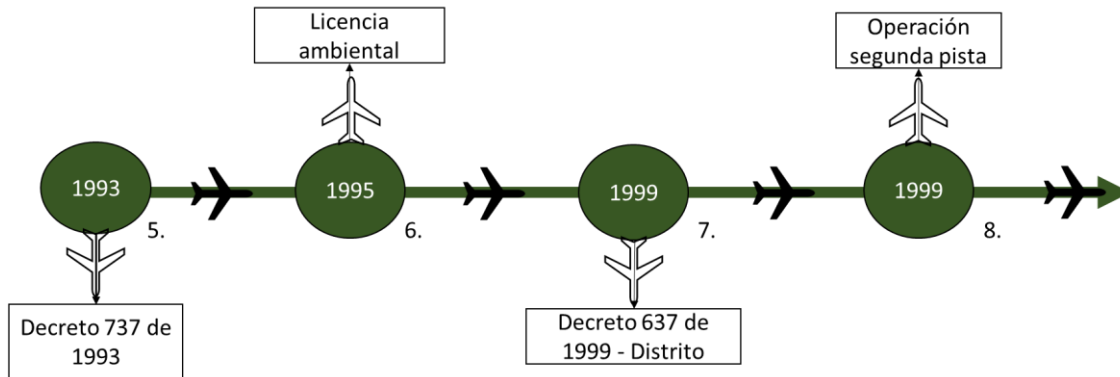 Licencia
ambiental
Operación
segunda pista
1993
1995
1999
1999
5.
6.
7.
8.
Decreto 737 de
1993
Decreto 637 de
1999 - Distrito